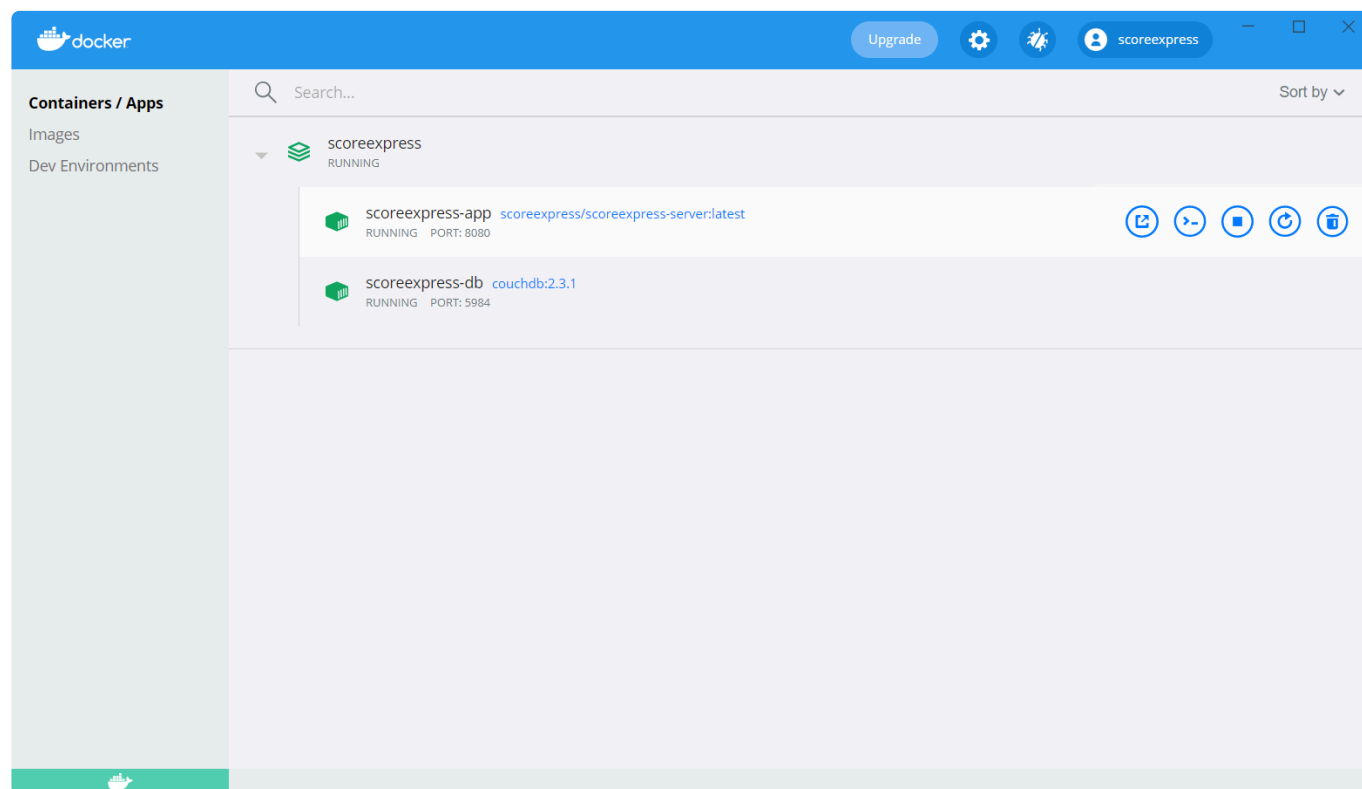 docker
Upgrade
scoreexpress
Containers / Apps
Images
Dev Environments
Search...
Sort by
scoreexpress
RUNNING
scoreexpress-app scoreexpress/scoreexpress-server:latest
RUNNING PORT: 8080
scoreexpress-db couchdb:2.3.1
RUNNING PORT: 5984